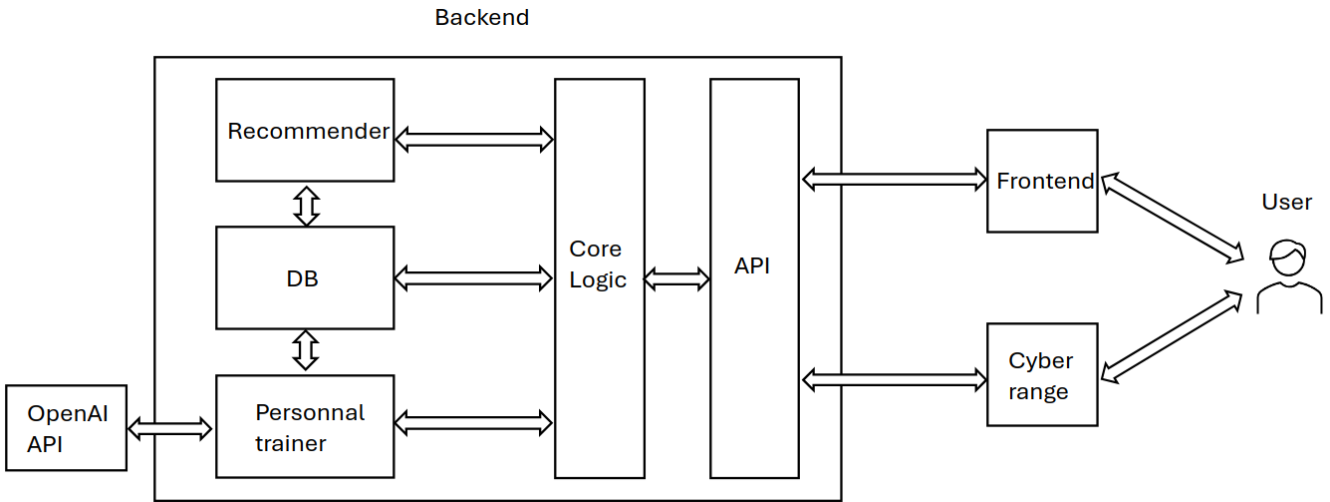 Backend
Recommender
DB
Personnal
trainer
OpenAI
API
Core
Logic
API
Frontend
Cyber
range
User